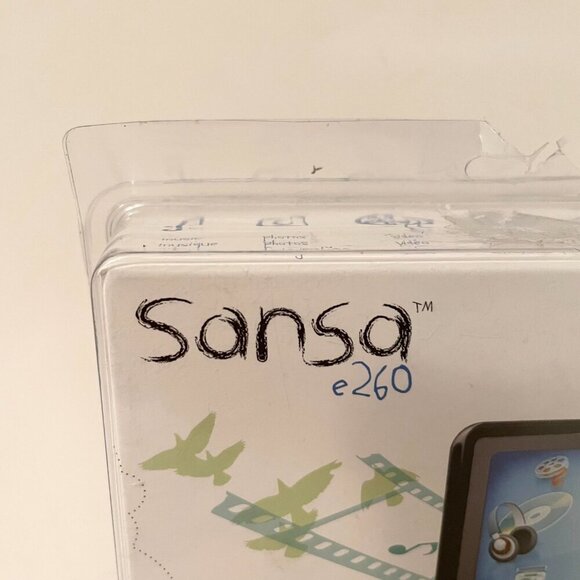 music photos video
musique photos vidéo
sansa™
e260